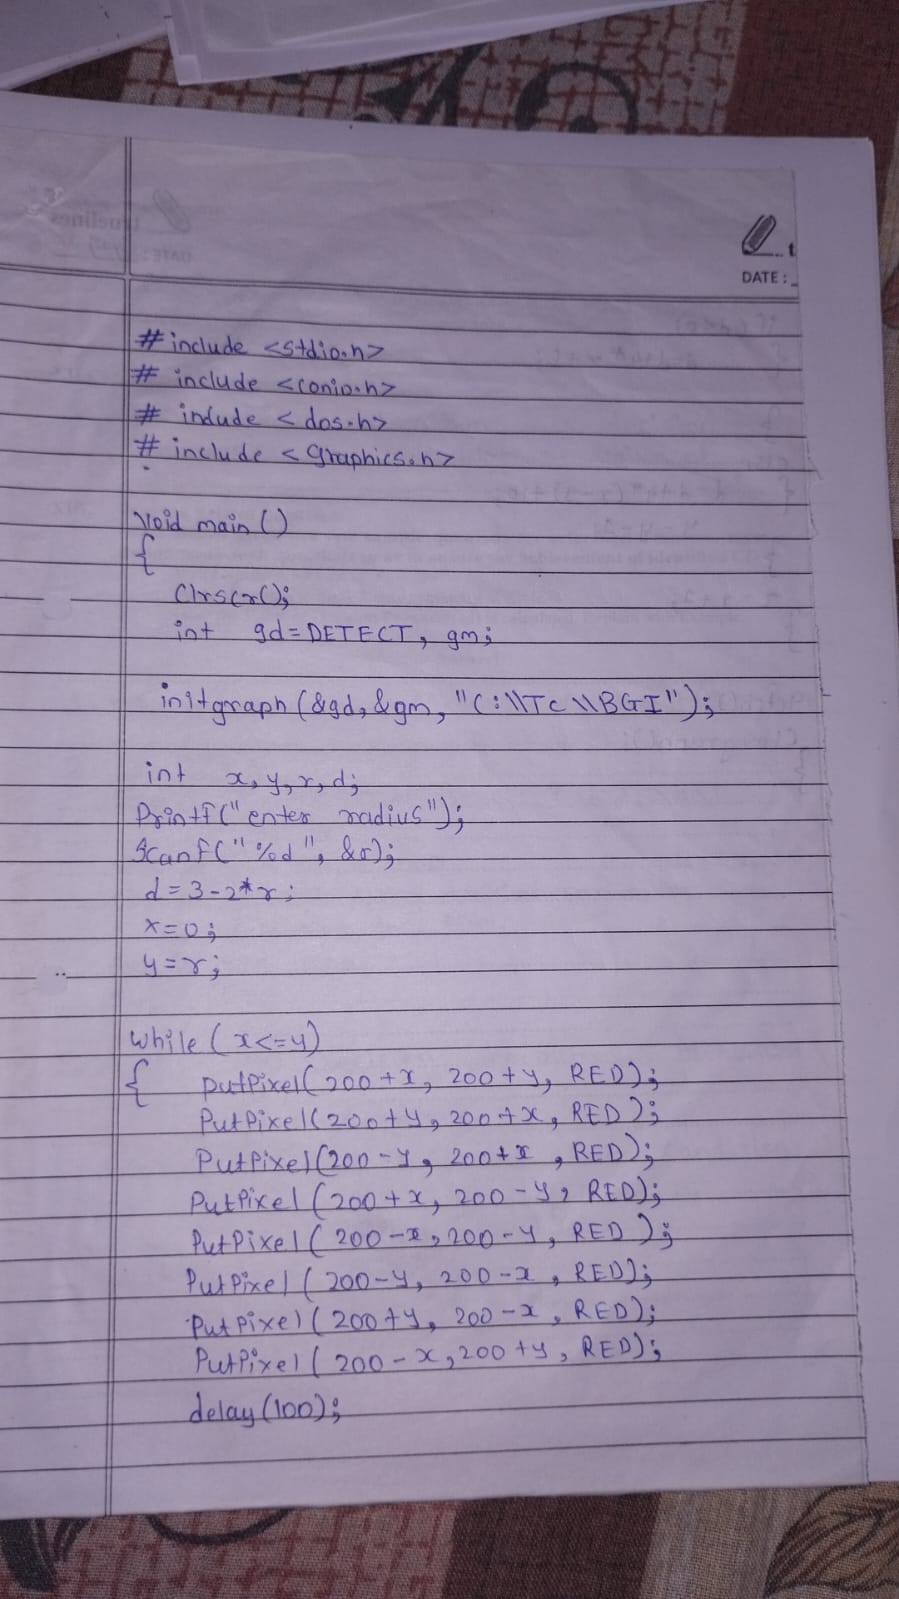 DATE:
#include <stdio.h>
# include <conio.h>
# include < dos.h>
# include < graphics.h>
void main ()
{
Clrscr();
int gd=DETECT, gm;
initgraph (&gd, &gm, "C:\\TC\\BGI");
int x, y, r, d;
Printf("enter radius");
Scanf("%d", &r);
d=3-2*r;
x=0;
y=r;
while (x<=y)
{ putPixel(200+x, 200+y, RED);
PutPixel(200+y, 200+x, RED);
PutPixel(200-y, 200+x, RED);
PutPixel (200+x, 200-y, RED);
PutPixel ( 200-x, 200-y, RED );
PutPixel ( 200-y, 200-x, RED);
PutPixel ( 200+y, 200-x, RED);
PutPixel ( 200-x, 200+y, RED);
delay(100);